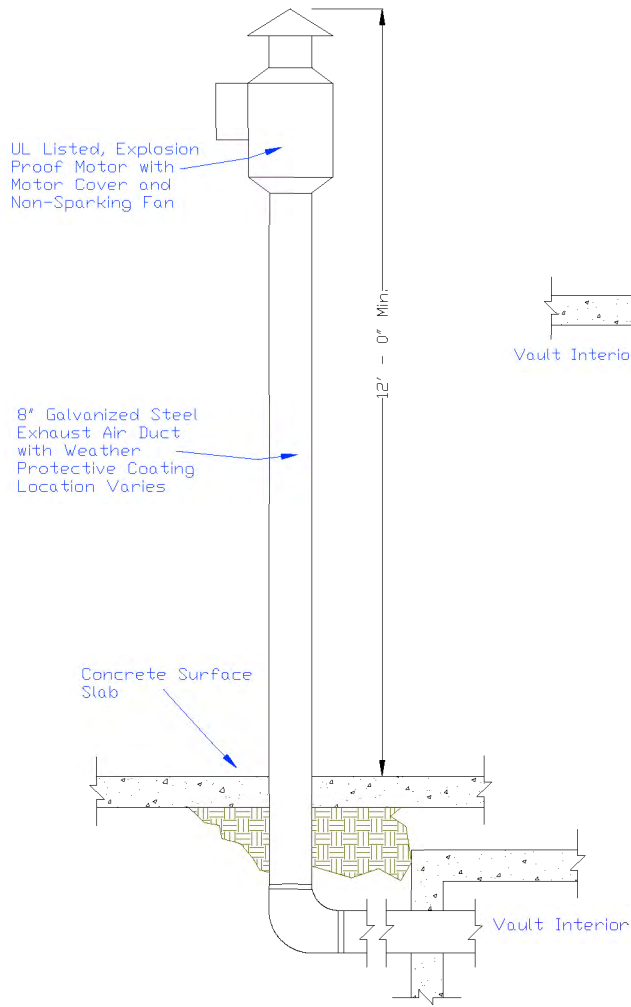 UL Listed, Explosion
Proof Motor with
Motor Cover and
Non-Sparking Fan
12' - 0" Min.
Vault Interio
8" Galvanized Steel
Exhaust Air Duct
with Weather
Protective Coating
Location Varies
Concrete Surface
Slab
Vault Interior